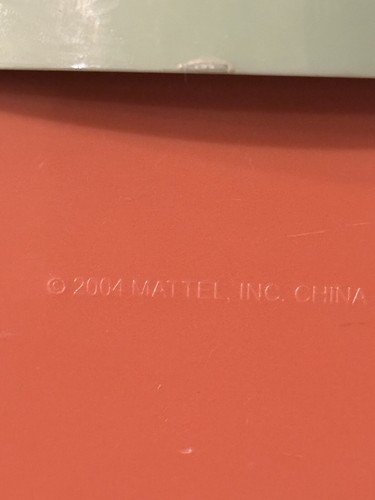 © 2004 MATTEL, INC. CHINA